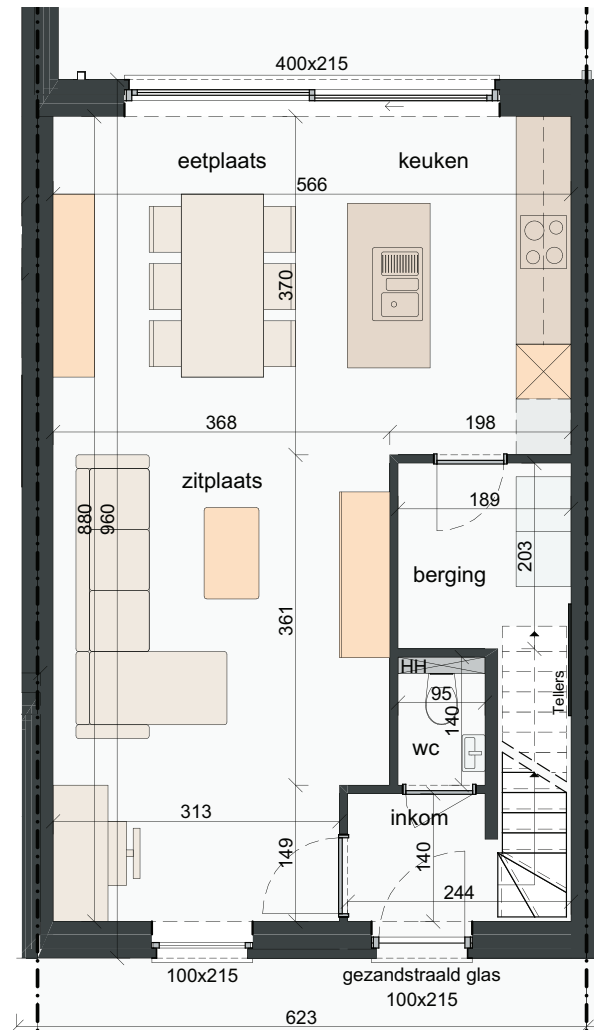 400x215
eetplaats
keuken
566
370
368
198
zitplaats
880
960
189
203
berging
361
HH
95
140
Tellers
wc
inkom
313
149
140
244
100x215
gezandstraald glas
100x215
623